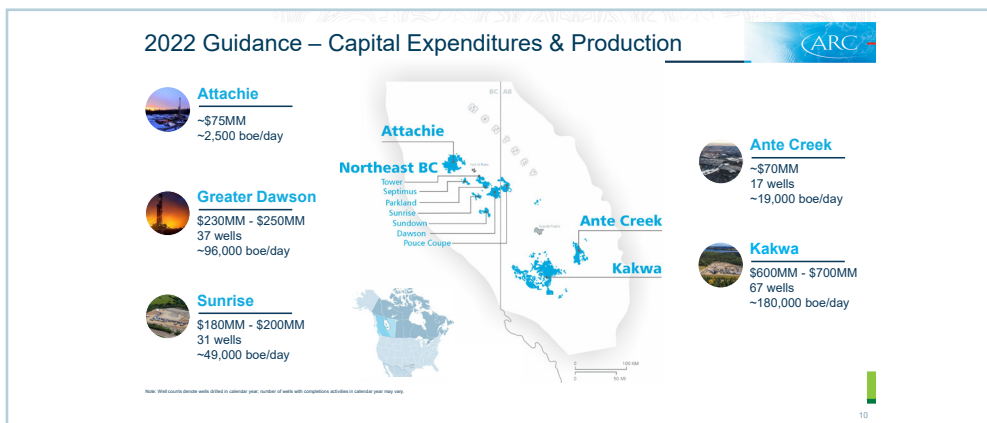 2022 Guidance – Capital Expenditures & Production
ARC
Attachie
~$75MM
~2,500 boe/day
Greater Dawson
$230MM - $250MM
37 wells
~96,000 boe/day
Sunrise
$180MM - $200MM
31 wells
~49,000 boe/day
BC AB
MONTNEY
Attachie
Northeast BC
Tower
Septimus
Parkland
Sunrise
Sundown
Dawson
Pouce Coupe
Ante Creek
Kakwa
0 100 KM
0 50 MI
Ante Creek
~$70MM
17 wells
~19,000 boe/day
Kakwa
$600MM - $700MM
67 wells
~180,000 boe/day
Note: Well counts denote wells drilled in calendar year; number of wells with completions activities in calendar year may vary.
10